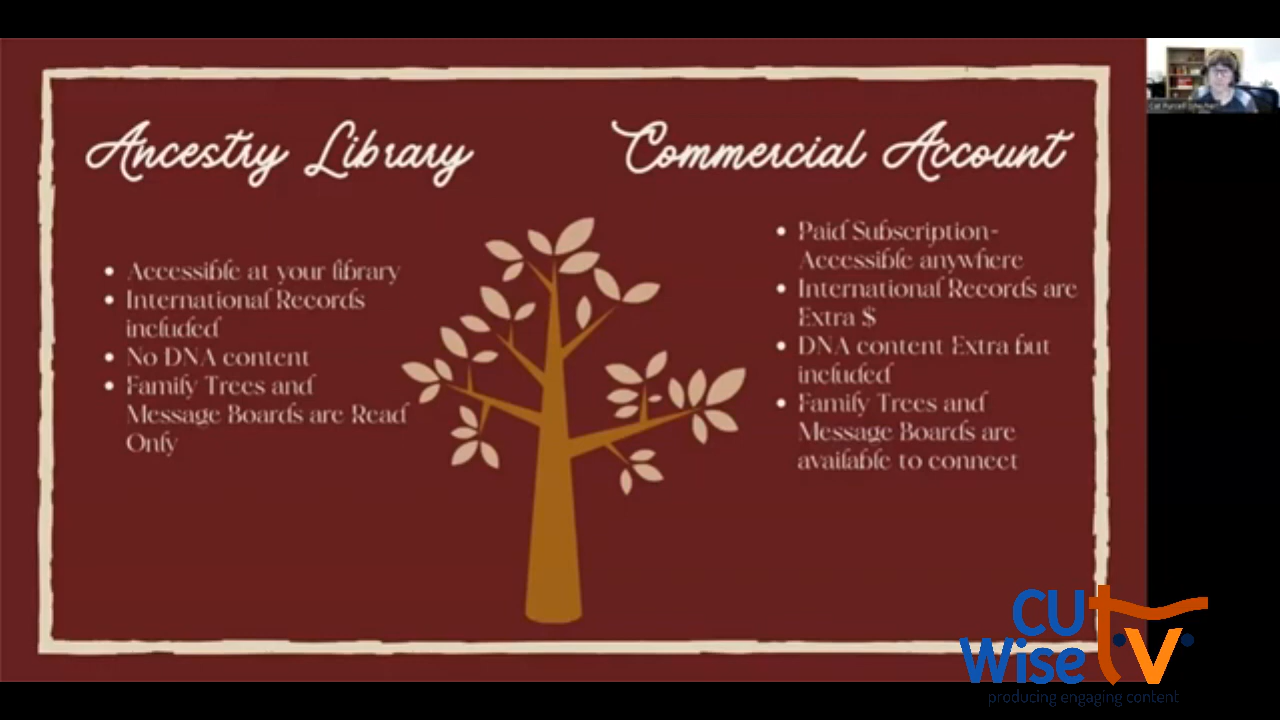 Ancestry Library
Accessible at your library
International Records
included
No DNA content
Family Trees and
Message Boards are Read
Only
Commercial Account
Paid Subscription-
Accessible anywhere
International Records are
Extra $
DNA content Extra but
included
Family Trees and
Message Boards are
available to connect
CU
Wise
tv
producing engaging content